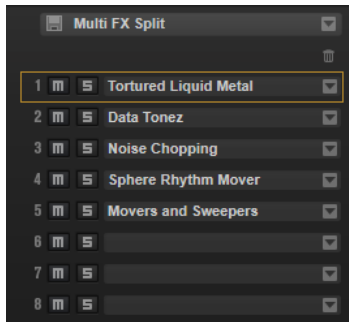 Multi FX Split
1 m S Tortured Liquid Metal
2 m S Data Tonez
3 m S Noise Chopping
4 m S Sphere Rhythm Mover
5 m S Movers and Sweepers
6 m S
7 m S
8 m S